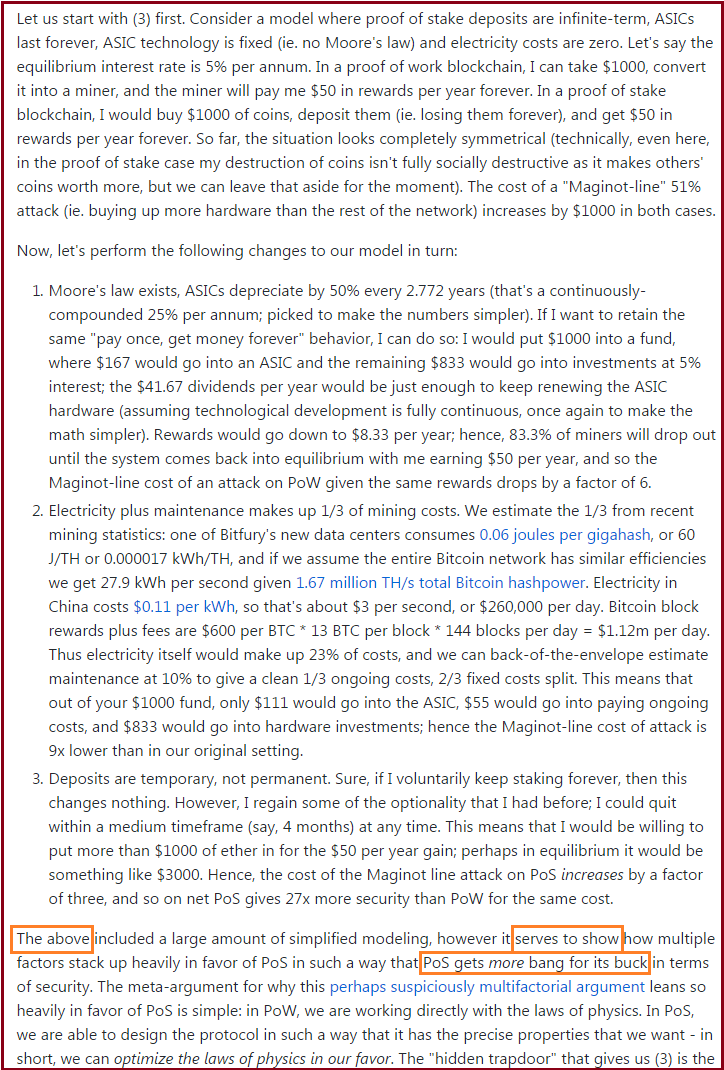 Let us start with (3) first. Consider a model where proof of stake deposits are infinite-term, ASICs
last forever, ASIC technology is fixed (ie. no Moore's law) and electricity costs are zero. Let's say the
equilibrium interest rate is 5% per annum. In a proof of work blockchain, I can take $1000, convert
it into a miner, and the miner will pay me $50 in rewards per year forever. In a proof of stake
blockchain, I would buy $1000 of coins, deposit them (ie. losing them forever), and get $50 in
rewards per year forever. So far, the situation looks completely symmetrical (technically, even here,
in the proof of stake case my destruction of coins isn't fully socially destructive as it makes others'
coins worth more, but we can leave that aside for the moment). The cost of a "Maginot-line" 51%
attack (ie. buying up more hardware than the rest of the network) increases by $1000 in both cases.
Now, let's perform the following changes to our model in turn:
1. Moore's law exists, ASICs depreciate by 50% every 2.772 years (that's a continuously-
compounded 25% per annum; picked to make the numbers simpler). If I want to retain the
same "pay once, get money forever" behavior, I can do so: I would put $1000 into a fund,
where $167 would go into an ASIC and the remaining $833 would go into investments at 5%
interest; the $41.67 dividends per year would be just enough to keep renewing the ASIC
hardware (assuming technological development is fully continuous, once again to make the
math simpler). Rewards would go down to $8.33 per year; hence, 83.3% of miners will drop out
until the system comes back into equilibrium with me earning $50 per year, and so the
Maginot-line cost of an attack on PoW given the same rewards drops by a factor of 6.
2. Electricity plus maintenance makes up 1/3 of mining costs. We estimate the 1/3 from recent
mining statistics: one of Bitfury's new data centers consumes 0.06 joules per gigahash, or 60
J/TH or 0.000017 kWh/TH, and if we assume the entire Bitcoin network has similar efficiencies
we get 27.9 kWh per second given 1.67 million TH/s total Bitcoin hashpower. Electricity in
China costs $0.11 per kWh, so that's about $3 per second, or $260,000 per day. Bitcoin block
rewards plus fees are $600 per BTC * 13 BTC per block * 144 blocks per day = $1.12m per day.
Thus electricity itself would make up 23% of costs, and we can back-of-the-envelope estimate
maintenance at 10% to give a clean 1/3 ongoing costs, 2/3 fixed costs split. This means that
out of your $1000 fund, only $111 would go into the ASIC, $55 would go into paying ongoing
costs, and $833 would go into hardware investments; hence the Maginot-line cost of attack is
9x lower than in our original setting.
3. Deposits are temporary, not permanent. Sure, if I voluntarily keep staking forever, then this
changes nothing. However, I regain some of the optionality that I had before; I could quit
within a medium timeframe (say, 4 months) at any time. This means that I would be willing to
put more than $1000 of ether in for the $50 per year gain; perhaps in equilibrium it would be
something like $3000. Hence, the cost of the Maginot line attack on PoS increases by a factor
of three, and so on net PoS gives 27x more security than PoW for the same cost.
The above included a large amount of simplified modeling, however it serves to show how multiple
factors stack up heavily in favor of PoS in such a way that PoS gets more bang for its buck in terms
of security. The meta-argument for why this perhaps suspiciously multifactorial argument leans so
heavily in favor of PoS is simple: in PoW, we are working directly with the laws of physics. In PoS,
we are able to design the protocol in such a way that it has the precise properties that we want - in
short, we can optimize the laws of physics in our favor. The "hidden trapdoor" that gives us (3) is the